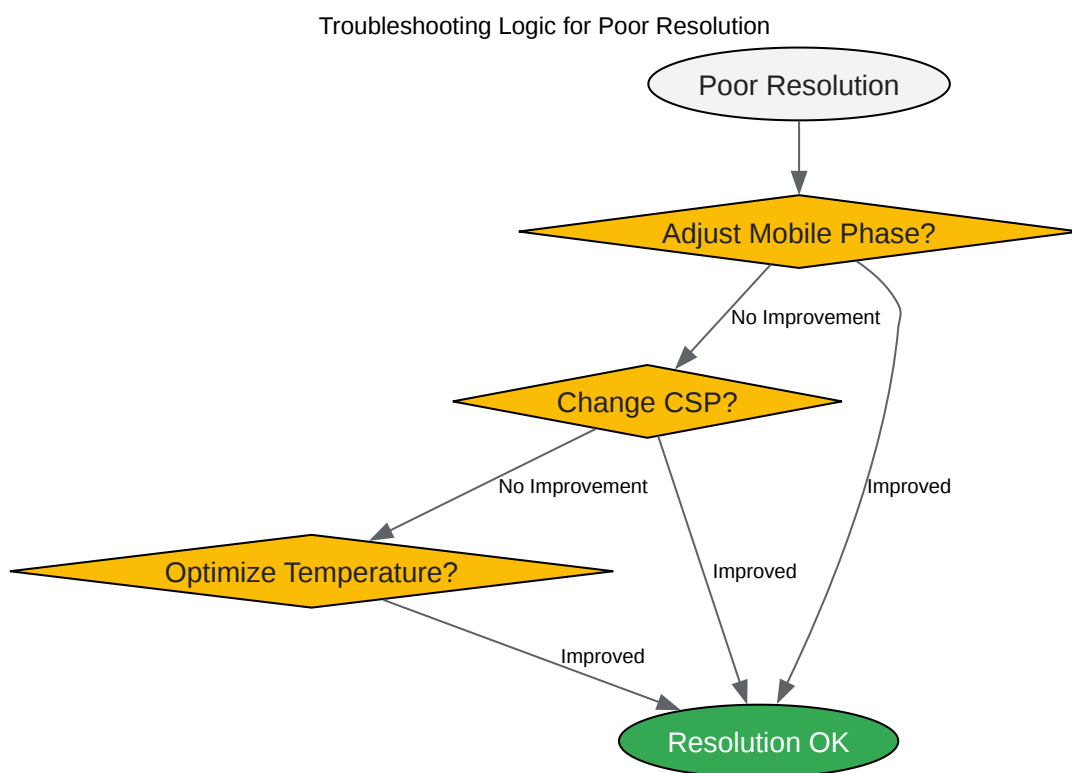 Troubleshooting Logic for Poor Resolution
Poor Resolution
Adjust Mobile Phase?
No Improvement
Change CSP?
No Improvement
Improved
Optimize Temperature?
Improved
Improved
Resolution OK